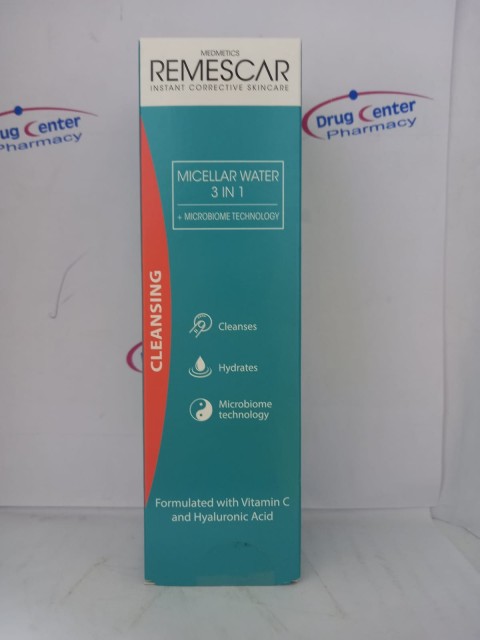 MEDMETICS
REMESCAR
INSTANT CORRECTIVE SKINCARE
MICELLAR WATER
3 IN 1
+ MICROBIOME TECHNOLOGY
CLEANSING
Cleanses
Hydrates
Microbiome
technology
Formulated with Vitamin C
and Hyaluronic Acid
Drug Center
Pharmacy
Drug Center
Pharmacy